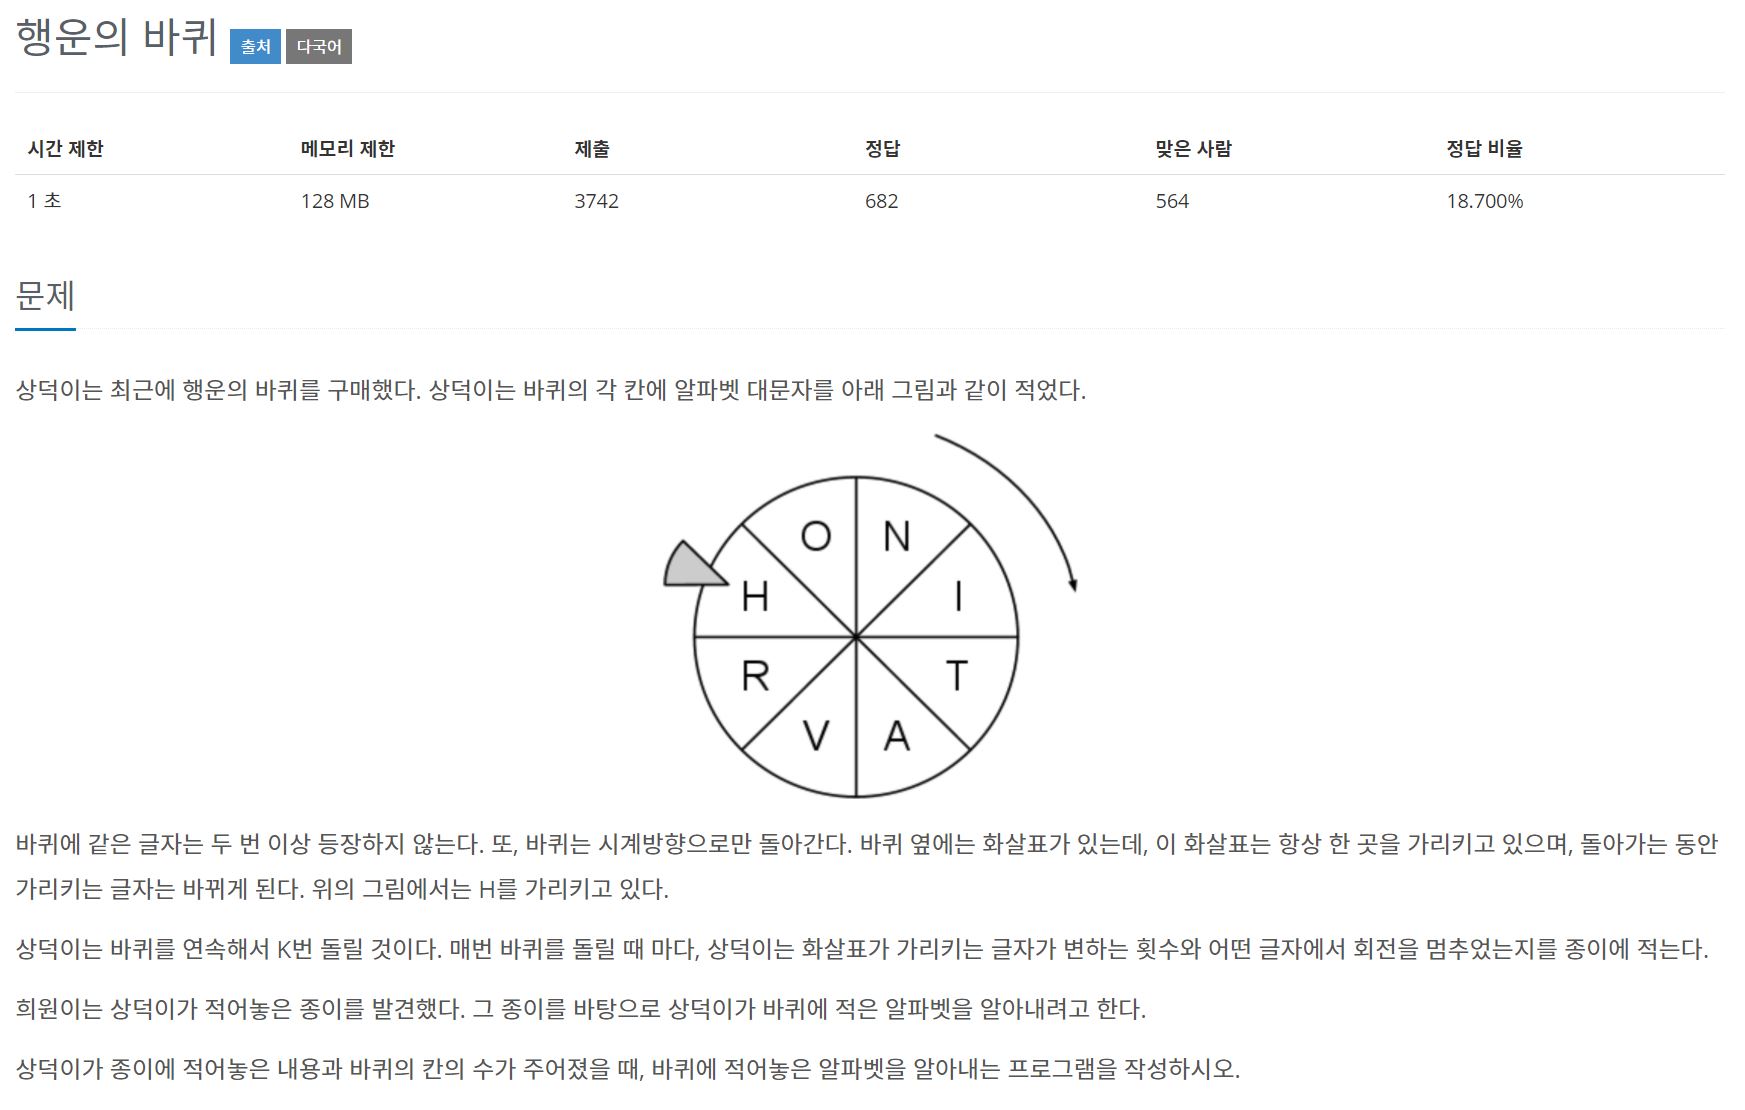 행운의 바퀴 출처 다국어
시간 제한 메모리 제한 제출 정답 맞은 사람 정답 비율
1 초 128 MB 3742 682 564 18.700%
문제
상덕이는 최근에 행운의 바퀴를 구매했다. 상덕이는 바퀴의 각 칸에 알파벳 대문자를 아래 그림과 같이 적었다.
O N
H I
R T
V A
바퀴에 같은 글자는 두 번 이상 등장하지 않는다. 또, 바퀴는 시계방향으로만 돌아간다. 바퀴 옆에는 화살표가 있는데, 이 화살표는 항상 한 곳을 가리키고 있으며, 돌아가는 동안
가리키는 글자는 바뀌게 된다. 위의 그림에서는 H를 가리키고 있다.
상덕이는 바퀴를 연속해서 K번 돌릴 것이다. 매번 바퀴를 돌릴 때 마다, 상덕이는 화살표가 가리키는 글자가 변하는 횟수와 어떤 글자에서 회전을 멈추었는지를 종이에 적는다.
희원이는 상덕이가 적어놓은 종이를 발견했다. 그 종이를 바탕으로 상덕이가 바퀴에 적은 알파벳을 알아내려고 한다.
상덕이가 종이에 적어놓은 내용과 바퀴의 칸의 수가 주어졌을 때, 바퀴에 적어놓은 알파벳을 알아내는 프로그램을 작성하시오.